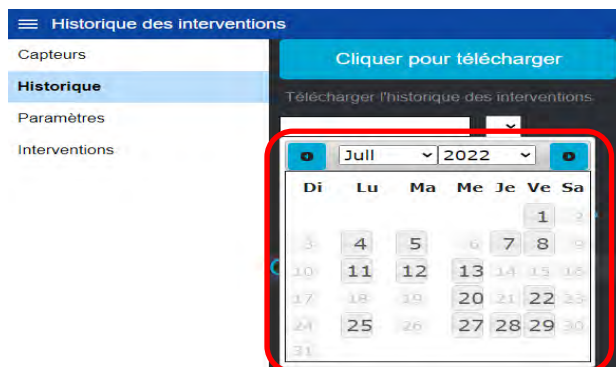 Historique des interventions
Capteurs
Cliquer pour télécharger
Historique
Télécharger l'historique des interventions
Paramètres
Interventions
Juil 2022
Di Lu Ma Me Je Ve Sa
1 2
3 4 5 6 7 8 9
10 11 12 13 14 15 16
17 18 19 20 21 22 23
24 25 26 27 28 29 30
31